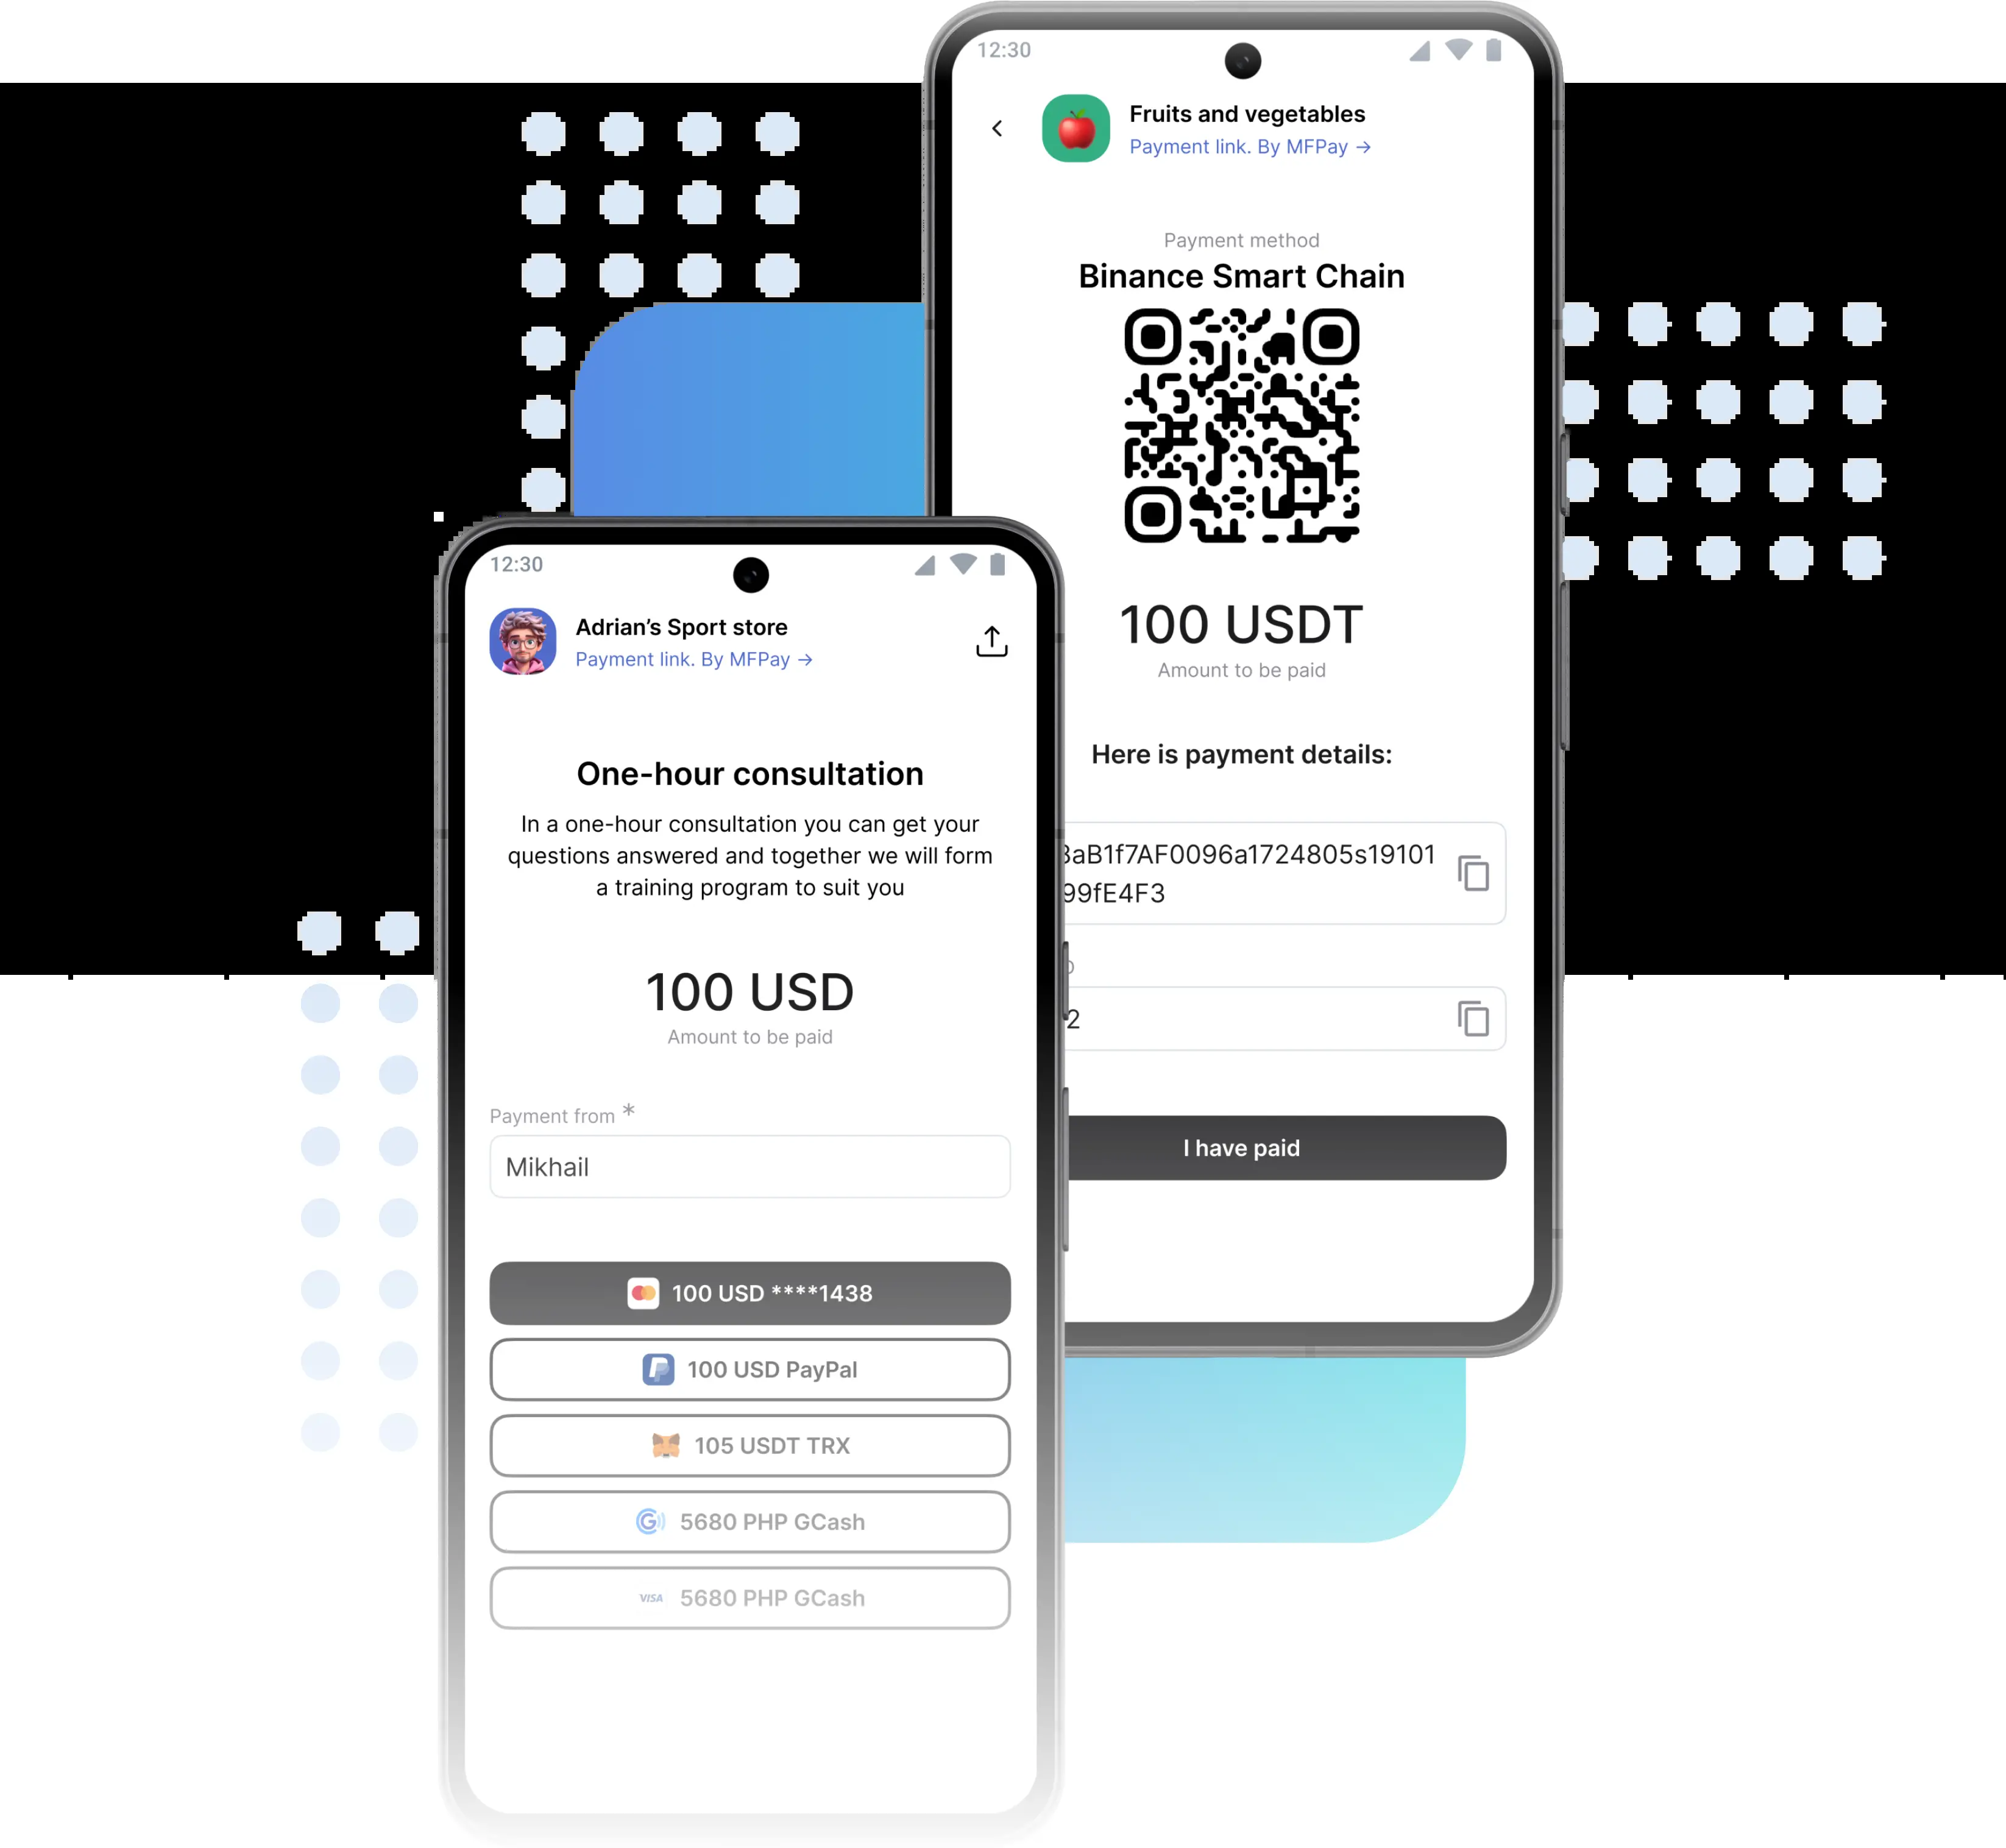 12:30
Fruits and vegetables
Payment link. By MFPay →
Payment method
Binance Smart Chain
100 USDT
Amount to be paid
Here is payment details:
aB1f7AF0096a1724805s19101
99fE4F3
2
I have paid
12:30
Adrian’s Sport store
Payment link. By MFPay →
One-hour consultation
In a one-hour consultation you can get your
questions answered and together we will form
a training program to suit you
100 USD
Amount to be paid
Payment from *
Mikhail
100 USD ****1438
100 USD PayPal
105 USDT TRX
5680 PHP GCash
VISA 5680 PHP GCash